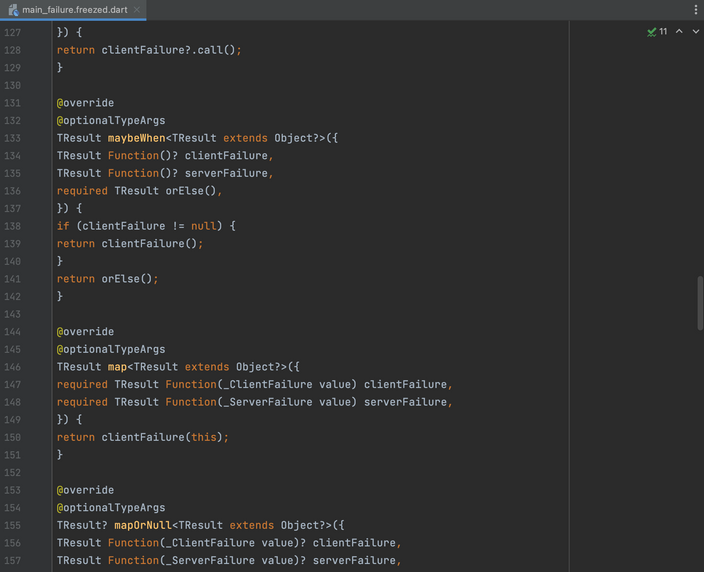 main_failure.freezed.dart
11
127 }) {
128 return clientFailure?.call();
129 }
130
131 @override
132 @optionalTypeArgs
133 TResult maybeWhen<TResult extends Object?>({
134 TResult Function()? clientFailure,
135 TResult Function()? serverFailure,
136 required TResult orElse(),
137 }) {
138 if (clientFailure != null) {
139 return clientFailure();
140 }
141 return orElse();
142 }
143
144 @override
145 @optionalTypeArgs
146 TResult map<TResult extends Object?>({
147 required TResult Function(_ClientFailure value) clientFailure,
148 required TResult Function(_ServerFailure value) serverFailure,
149 }) {
150 return clientFailure(this);
151 }
152
153 @override
154 @optionalTypeArgs
155 TResult? mapOrNull<TResult extends Object?>({
156 TResult Function(_ClientFailure value)? clientFailure,
157 TResult Function(_ServerFailure value)? serverFailure,